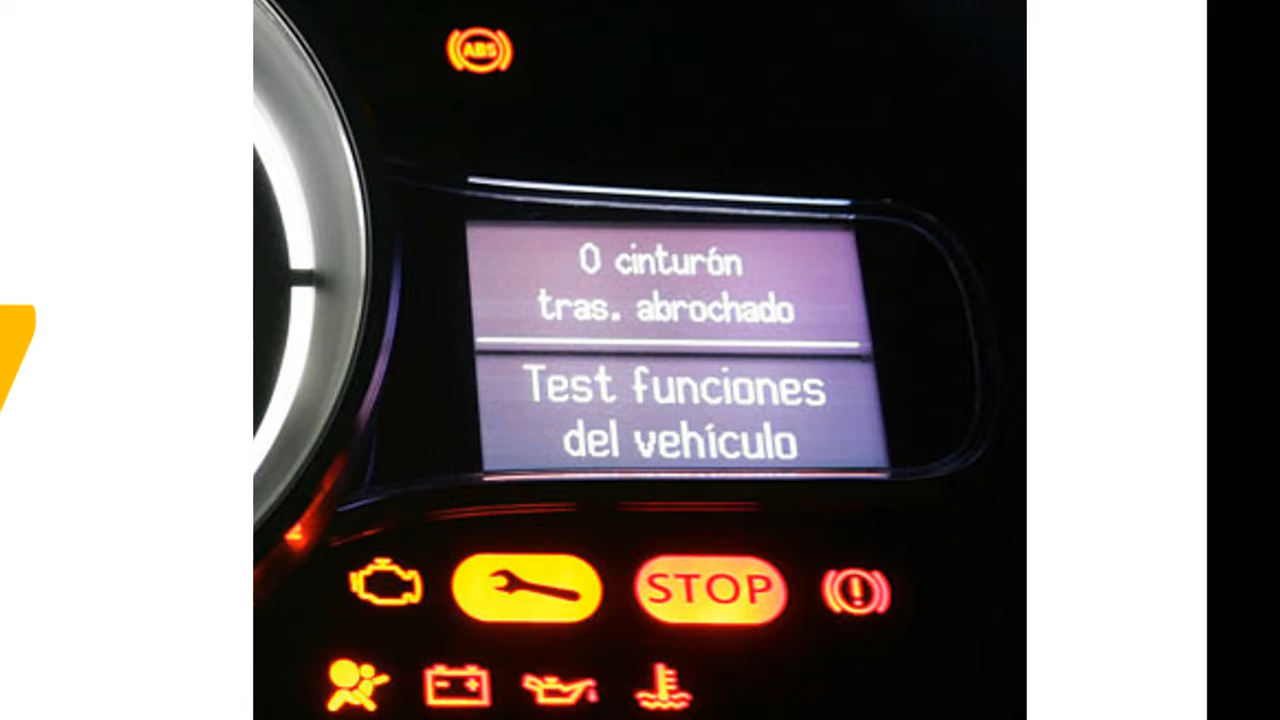 ABS
0 cinturón
tras. abrochado
Test funciones
del vehículo
STOP